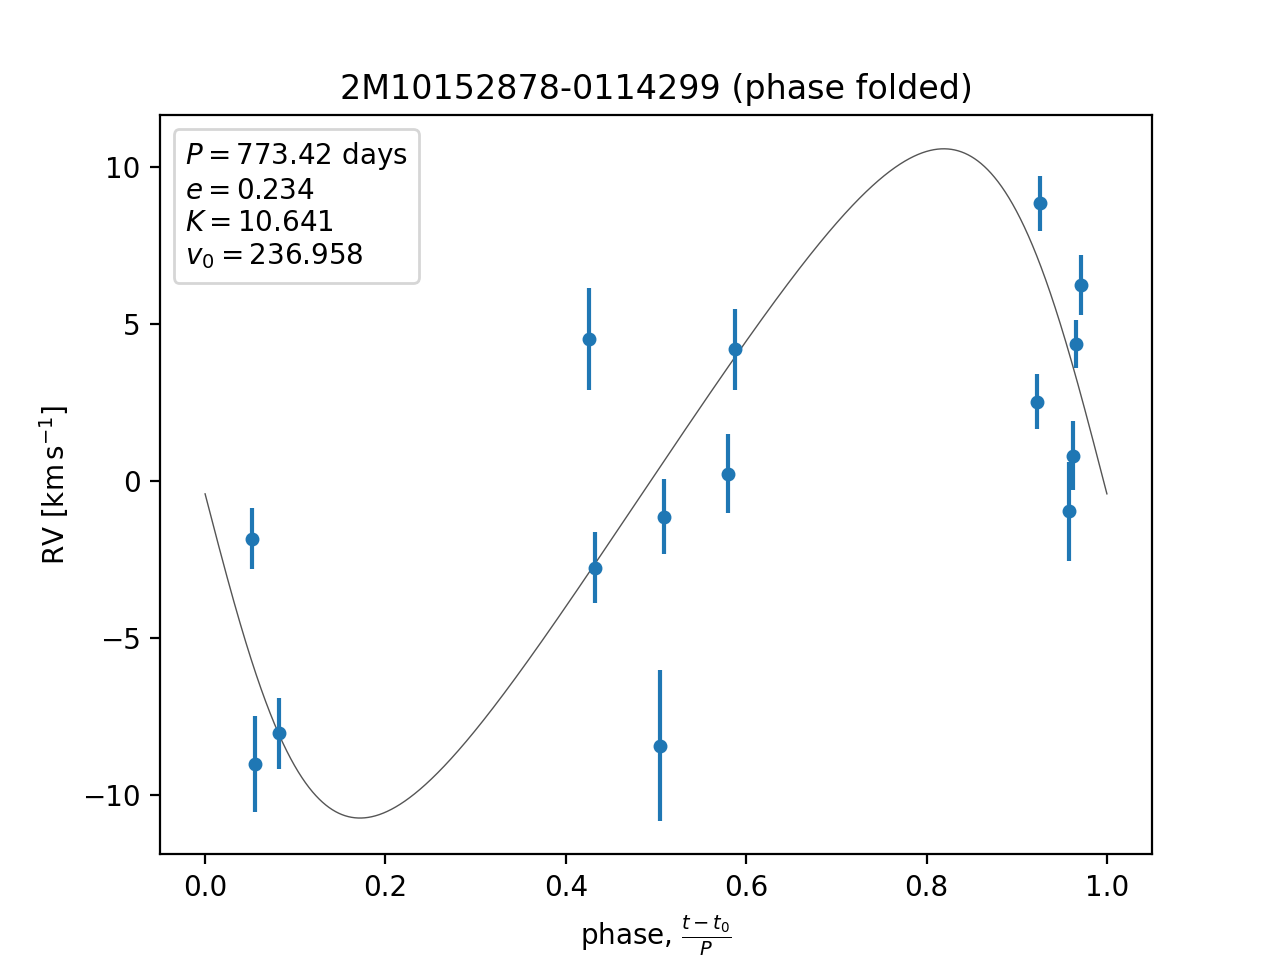 2M10152878-0114299 (phase folded)
P = 773.42 days
e = 0.234
K = 10.641
v₀ = 236.958
10
5
0
−5
−10
RV [km s⁻¹]
0.0 0.2 0.4 0.6 0.8 1.0
phase, (t − t₀)/P